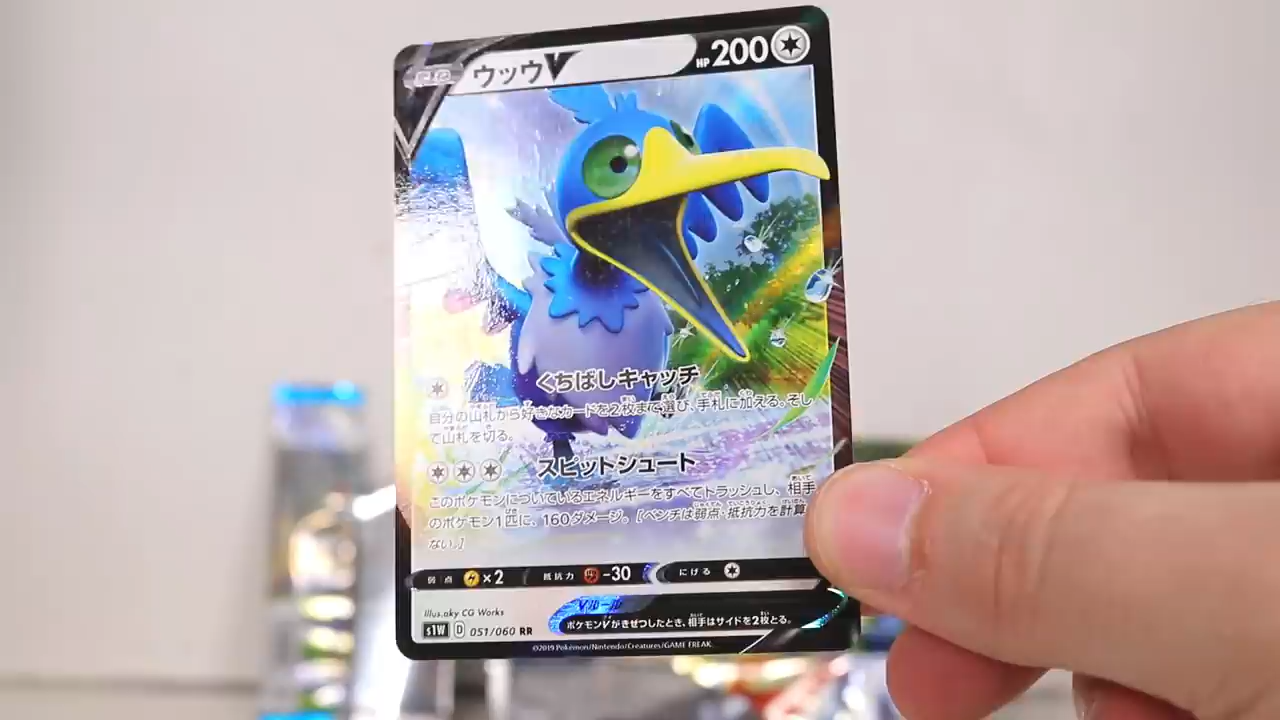 たね ウッウV HP 200
くちばしキャッチ
自分の山札から好きなカードを2枚まで選び、手札に加える。そし
て山札を切る。
スピットシュート
このポケモンについているエネルギーをすべてトラッシュし、相手
のポケモン1匹に、160ダメージ。[ベンチは弱点・抵抗力を計算
ない。]
弱点 ×2 抵抗力 -30 にげる
Illus.aky CG Works
Vルール
s1W D 051/060 RR ポケモンVがきぜつしたとき、相手はサイドを2枚とる。
©2019 Pokémon/Nintendo/Creatures/GAME FREAK.